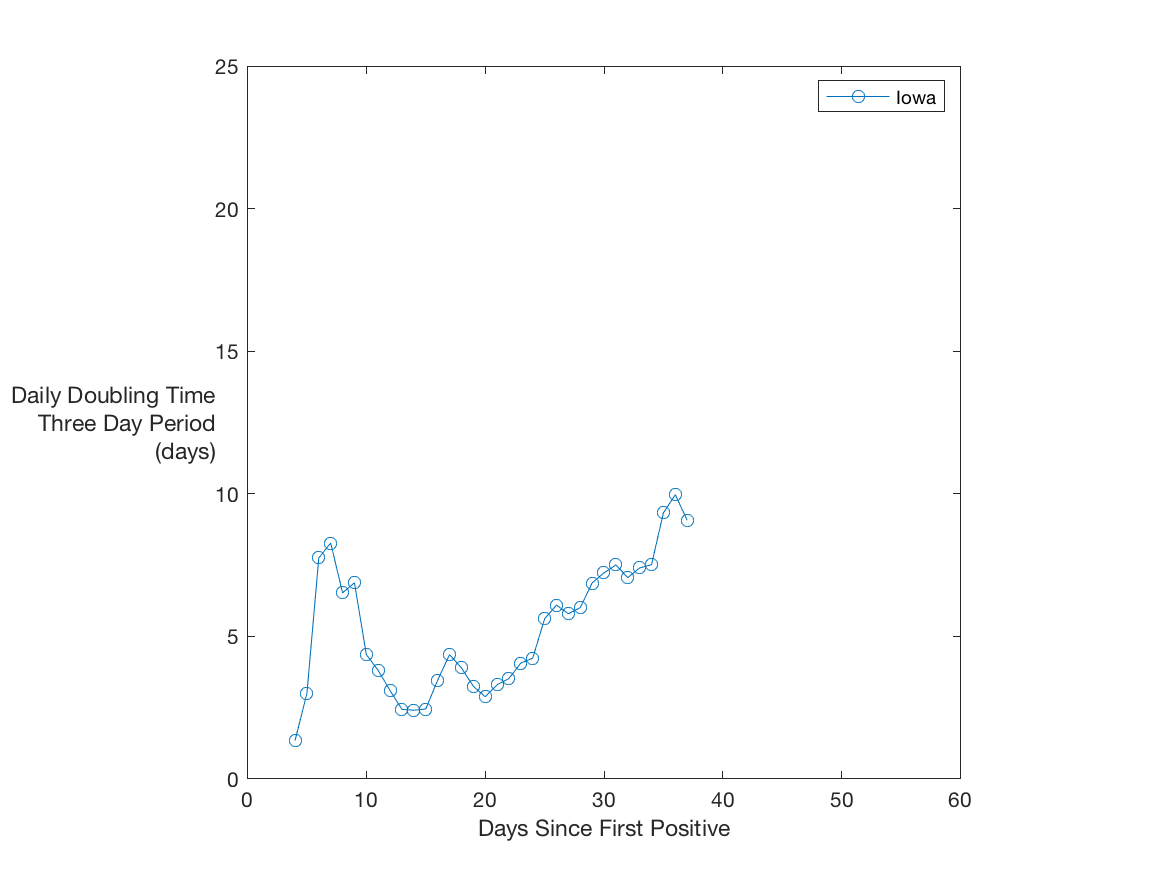 25
Iowa
20
15
Daily Doubling Time
Three Day Period
(days)
10
5
0
0 10 20 30 40 50 60
Days Since First Positive